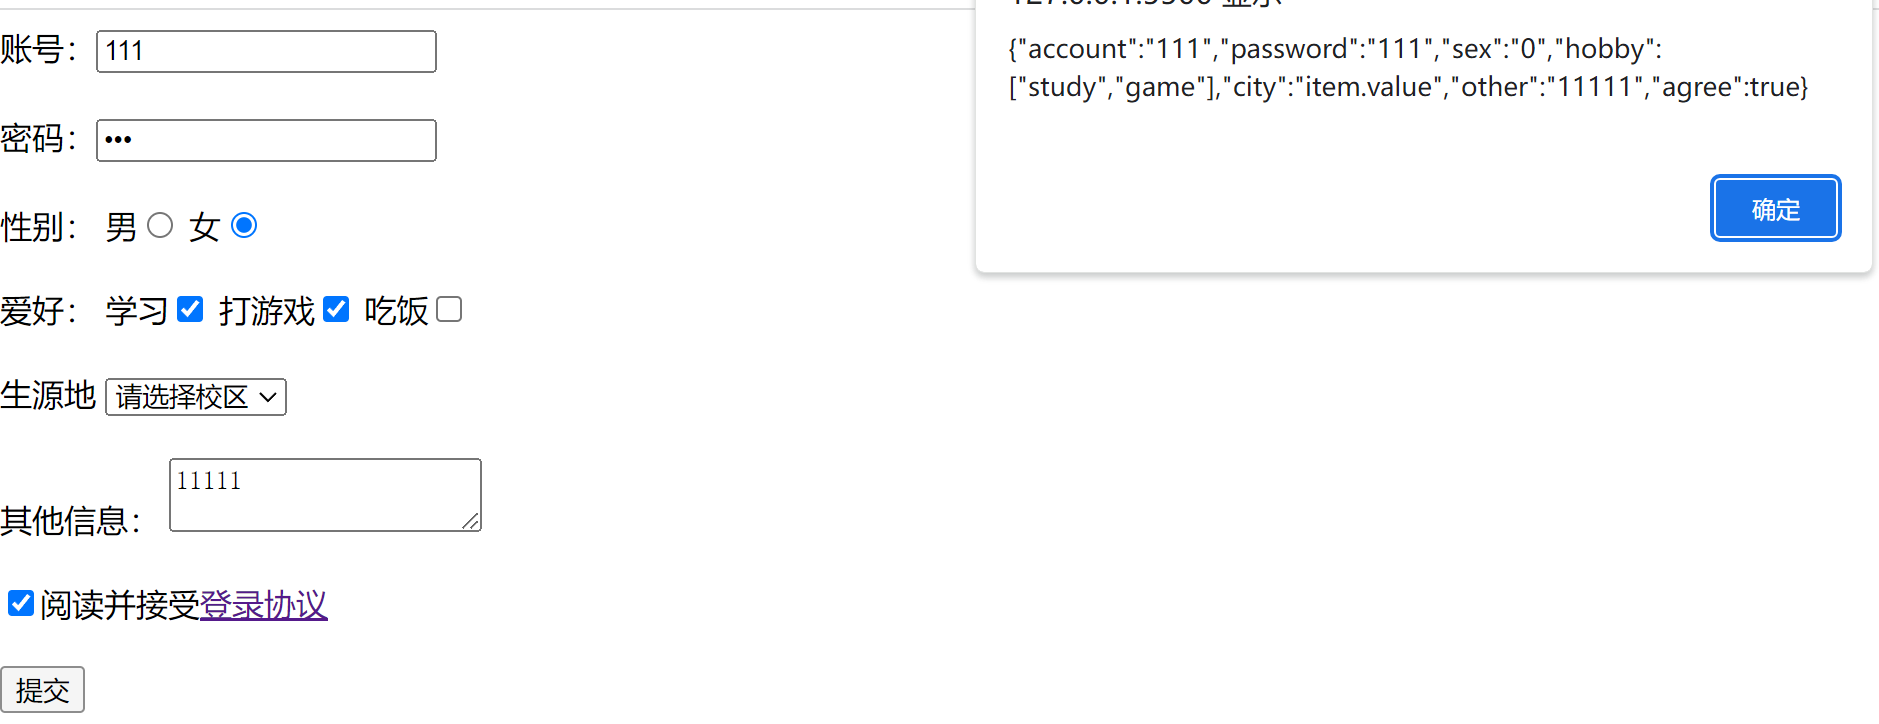 账号：111
密码：•••
性别： 男 女
爱好： 学习 打游戏 吃饭
生源地 请选择校区
其他信息： 11111
阅读并接受登录协议
提交
{"account":"111","password":"111","sex":"0","hobby":
["study","game"],"city":"item.value","other":"11111","agree":true}
确定